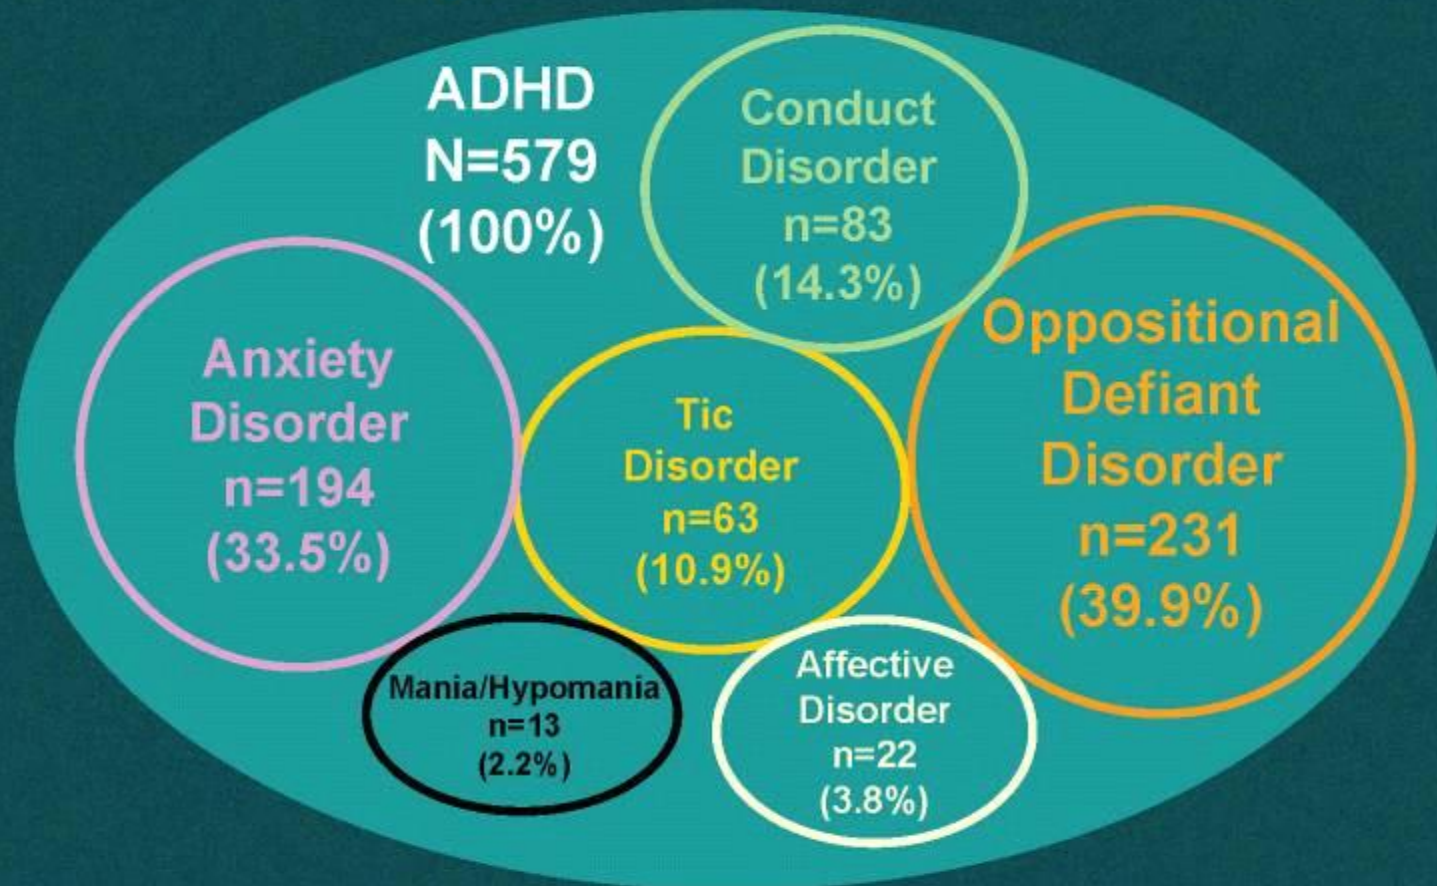 ADHD
N=579
(100%)
Conduct
Disorder
n=83
(14.3%)
Anxiety
Disorder
n=194
(33.5%)
Tic
Disorder
n=63
(10.9%)
Oppositional
Defiant
Disorder
n=231
(39.9%)
Mania/Hypomania
n=13
(2.2%)
Affective
Disorder
n=22
(3.8%)